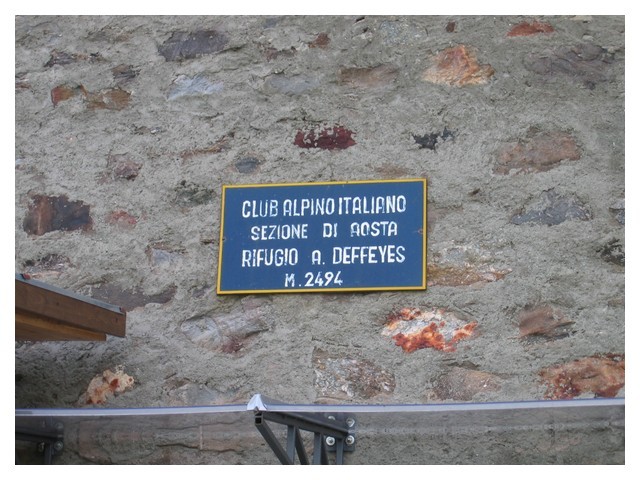 CLUB ALPINO ITALIANO
SEZIONE DI AOSTA
RIFUGIO A. DEFFEYES
M. 2494